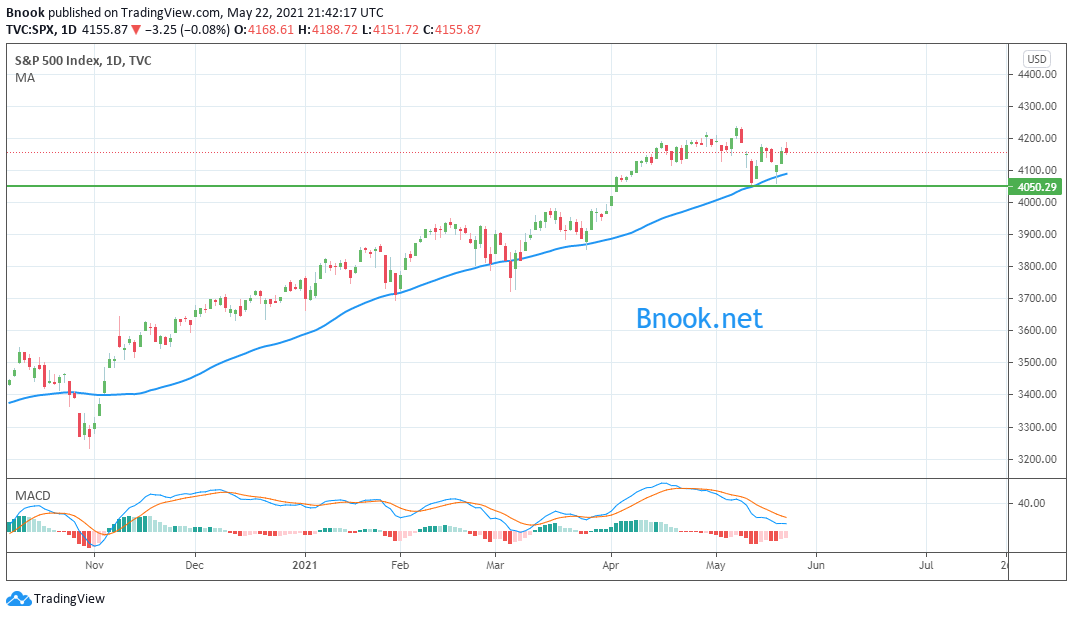 Bnook published on TradingView.com, May 22, 2021 21:42:17 UTC
TVC:SPX, 1D 4155.87 ▼ −3.25 (−0.08%) O:4168.61 H:4188.72 L:4151.72 C:4155.87
S&P 500 Index, 1D, TVC
MA
USD
4400.00
4300.00
4200.00
4100.00
4050.29
4000.00
3900.00
3800.00
3700.00
Bnook.net
3600.00
3500.00
3400.00
3300.00
3200.00
MACD
40.00
Nov Dec 2021 Feb Mar Apr May Jun Jul
TradingView